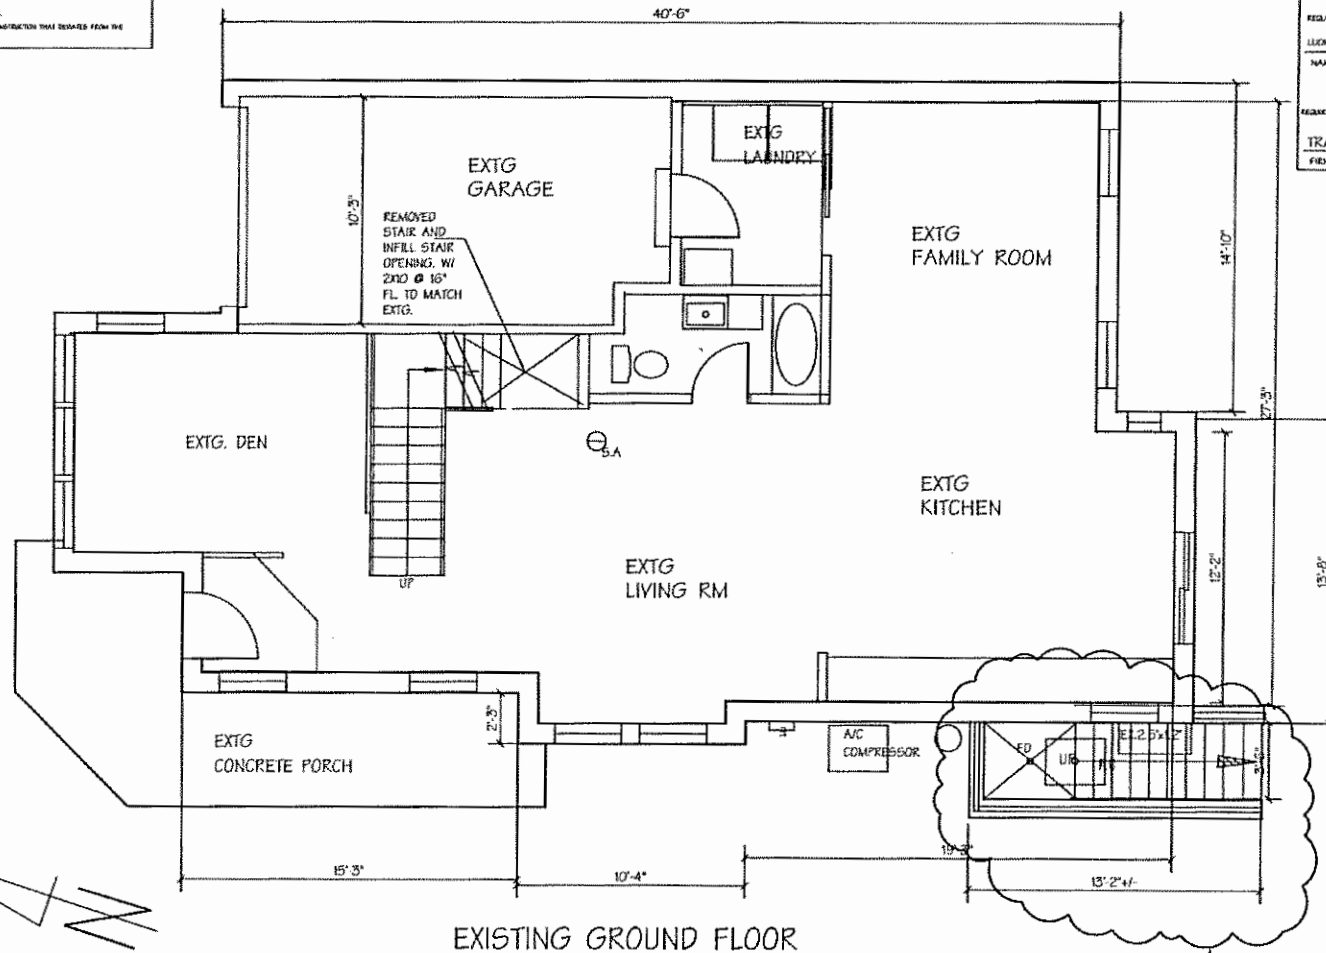 40'-6"
EXTG
GARAGE
10'-3"
REMOVED
STAIR AND
INFILL STAIR
OPENING. W/
2X10 @ 16"
FL. TO MATCH
EXTG.
EXTG
LAUNDRY
EXTG
FAMILY ROOM
14'-10"
27'-3"
EXTG. DEN
S.A
EXTG
KITCHEN
EXTG
LIVING RM
UP
12'-2"
13'-8"
2'-3"
EXTG
CONCRETE PORCH
A/C
COMPRESSOR
FD
UP
15'-3"
10'-4"
19'-3"
13'-2"+/-
N
EXISTING GROUND FLOOR